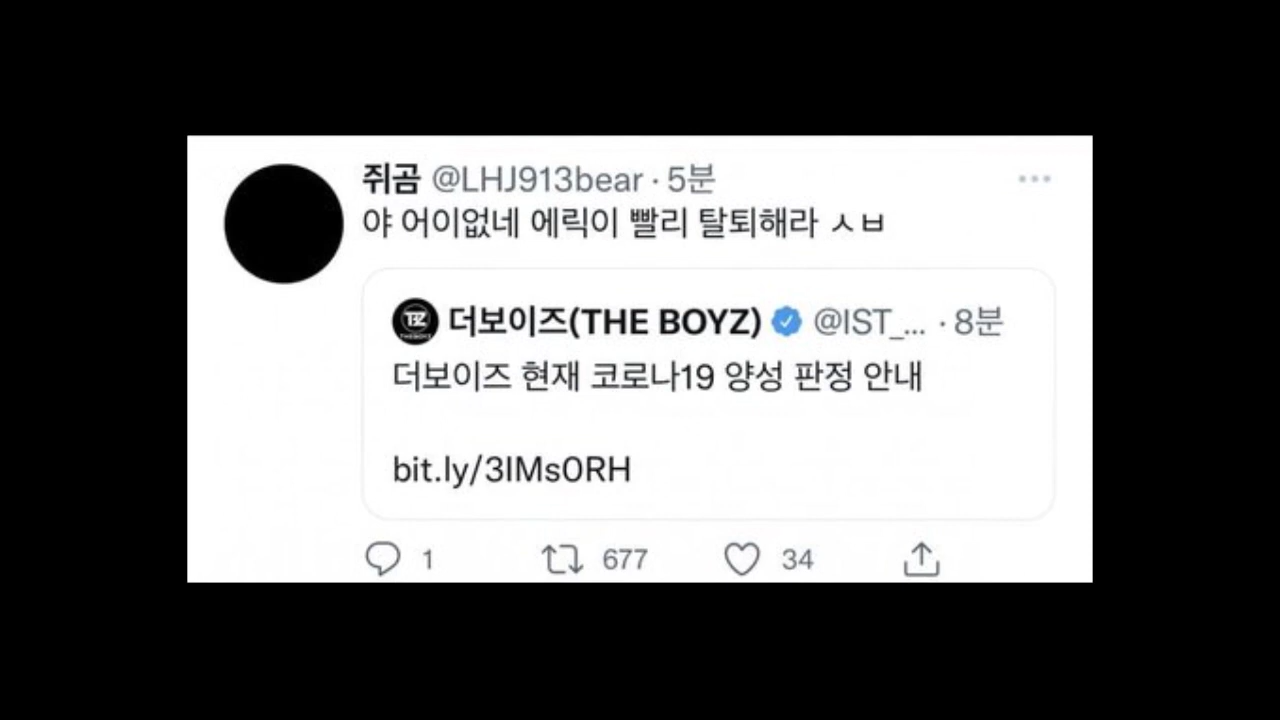 쥐곰 @LHJ913bear · 5분
야 어이없네 에릭이 빨리 탈퇴해라 ㅅㅂ
더보이즈(THE BOYZ) @IST_... · 8분
더보이즈 현재 코로나19 양성 판정 안내
bit.ly/3IMs0RH
1 677 34